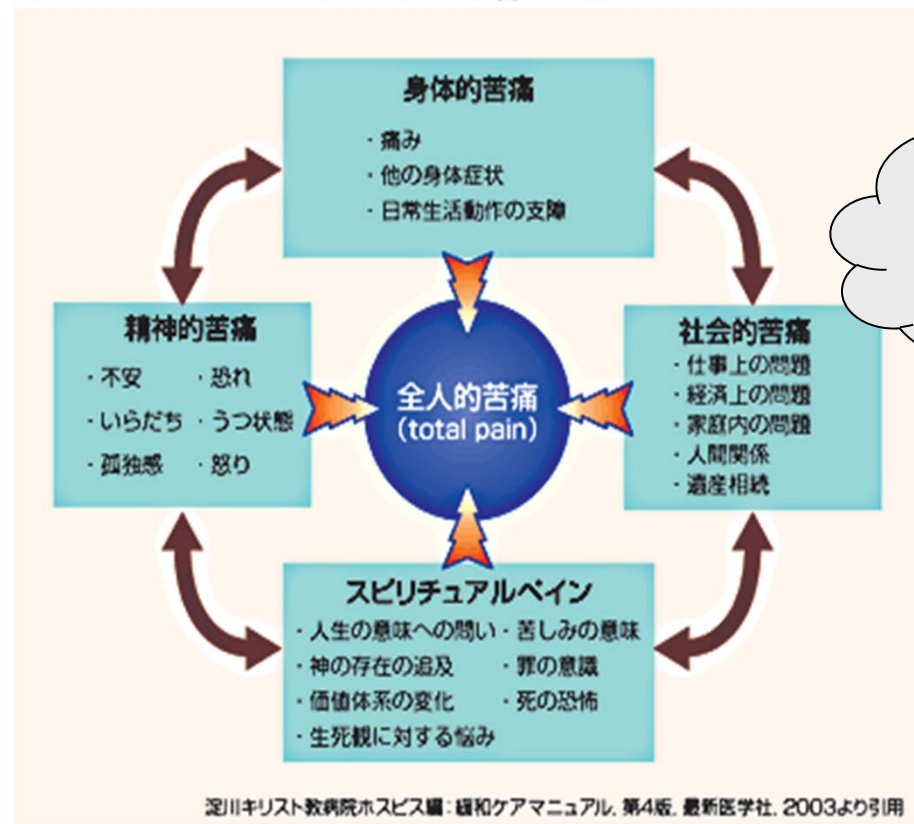 身体的苦痛
・痛み
・他の身体症状
・日常生活動作の支障
精神的苦痛
・不安 ・恐れ
・いらだち ・うつ状態
・孤独感 ・怒り
全人的苦痛
(total pain)
社会的苦痛
・仕事上の問題
・経済上の問題
・家庭内の問題
・人間関係
・遺産相続
スピリチュアルペイン
・人生の意味への問い ・苦しみの意味
・神の存在の追及 ・罪の意識
・価値体系の変化 ・死の恐怖
・生死観に対する悩み
淀川キリスト教病院ホスピス編：緩和ケアマニュアル, 第4版, 最新医学社, 2003より引用